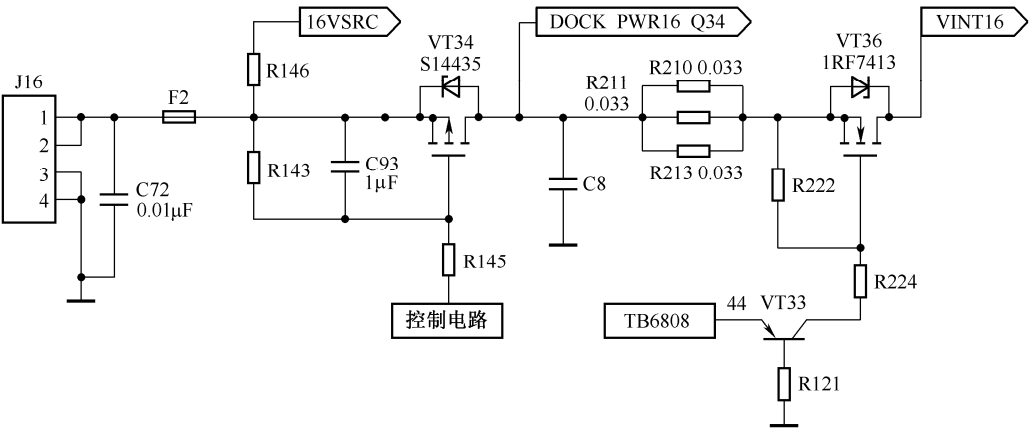 16VSRC
DOCK PWR16 Q34
VINT16
VT34
S14435
VT36
1RF7413
J16
R146
R211
0.033
R210 0.033
F2
1
2
3
4
R143
C93
1μF
R213 0.033
C72
0.01μF
C8
R222
R145
R224
控制电路
TB6808
44
VT33
R121